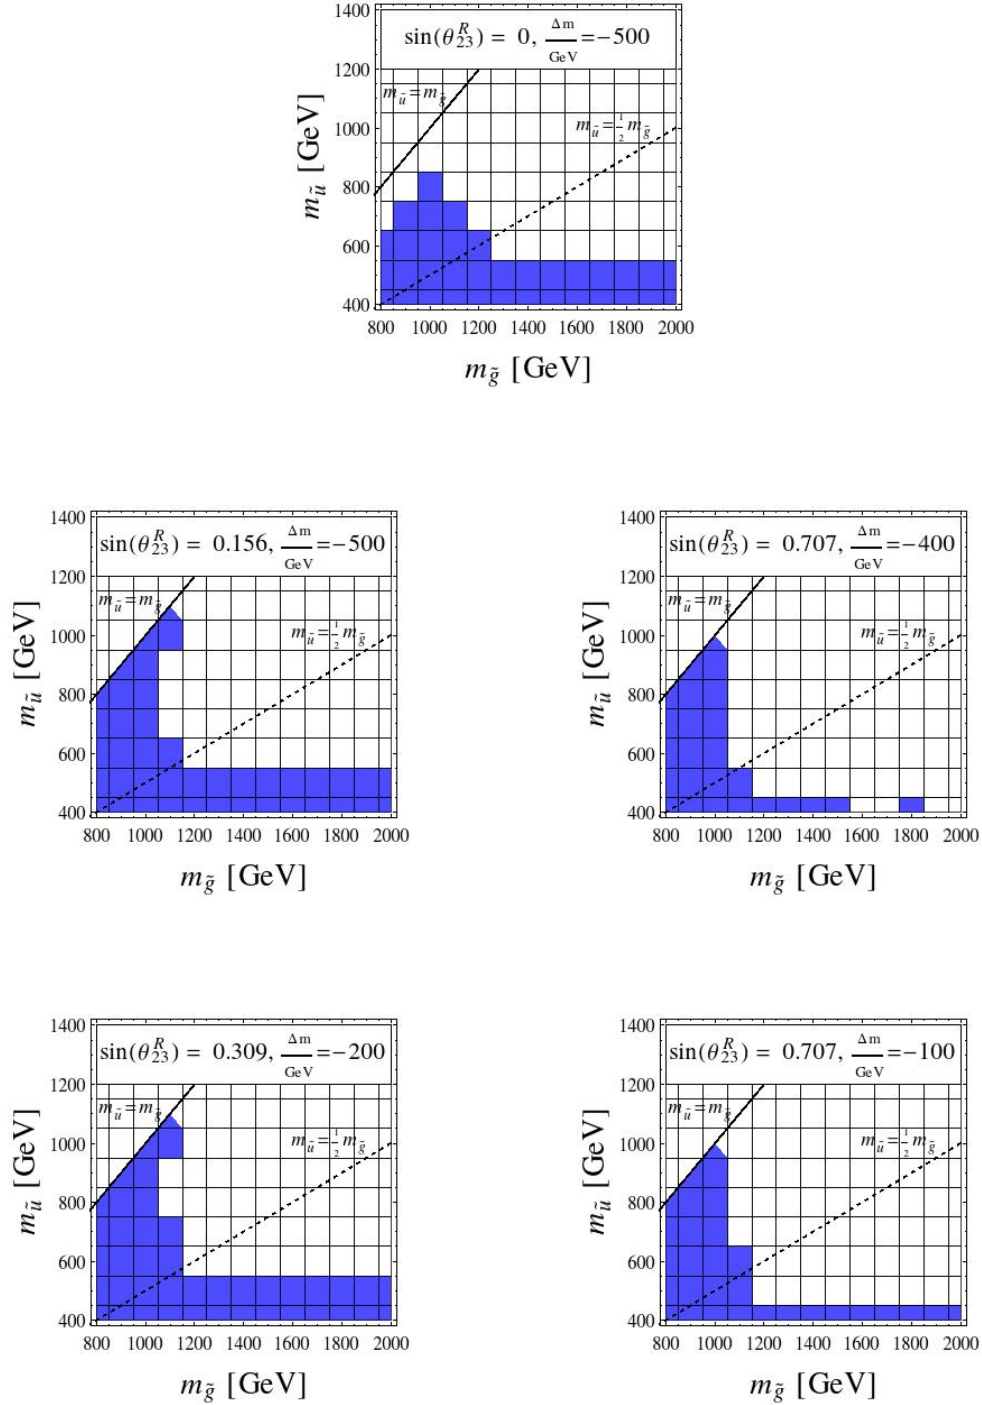 1400
sin(θ^R_23) = 0, Δm/GeV = −500
1200
m_ũ = m_g̃
1000
m_ũ = 1/2 m_g̃
800
600
400
m_ũ [GeV]
800 1000 1200 1400 1600 1800 2000
m_g̃ [GeV]
1400
sin(θ^R_23) = 0.156, Δm/GeV = −500
1200
m_ũ = m_g̃
1000
m_ũ = 1/2 m_g̃
800
600
400
m_ũ [GeV]
800 1000 1200 1400 1600 1800 2000
m_g̃ [GeV]
1400
sin(θ^R_23) = 0.707, Δm/GeV = −400
1200
m_ũ = m_g̃
1000
m_ũ = 1/2 m_g̃
800
600
400
m_ũ [GeV]
800 1000 1200 1400 1600 1800 2000
m_g̃ [GeV]
1400
sin(θ^R_23) = 0.309, Δm/GeV = −200
1200
m_ũ = m_g̃
1000
m_ũ = 1/2 m_g̃
800
600
400
m_ũ [GeV]
800 1000 1200 1400 1600 1800 2000
m_g̃ [GeV]
1400
sin(θ^R_23) = 0.707, Δm/GeV = −100
1200
m_ũ = m_g̃
1000
m_ũ = 1/2 m_g̃
800
600
400
m_ũ [GeV]
800 1000 1200 1400 1600 1800 2000
m_g̃ [GeV]